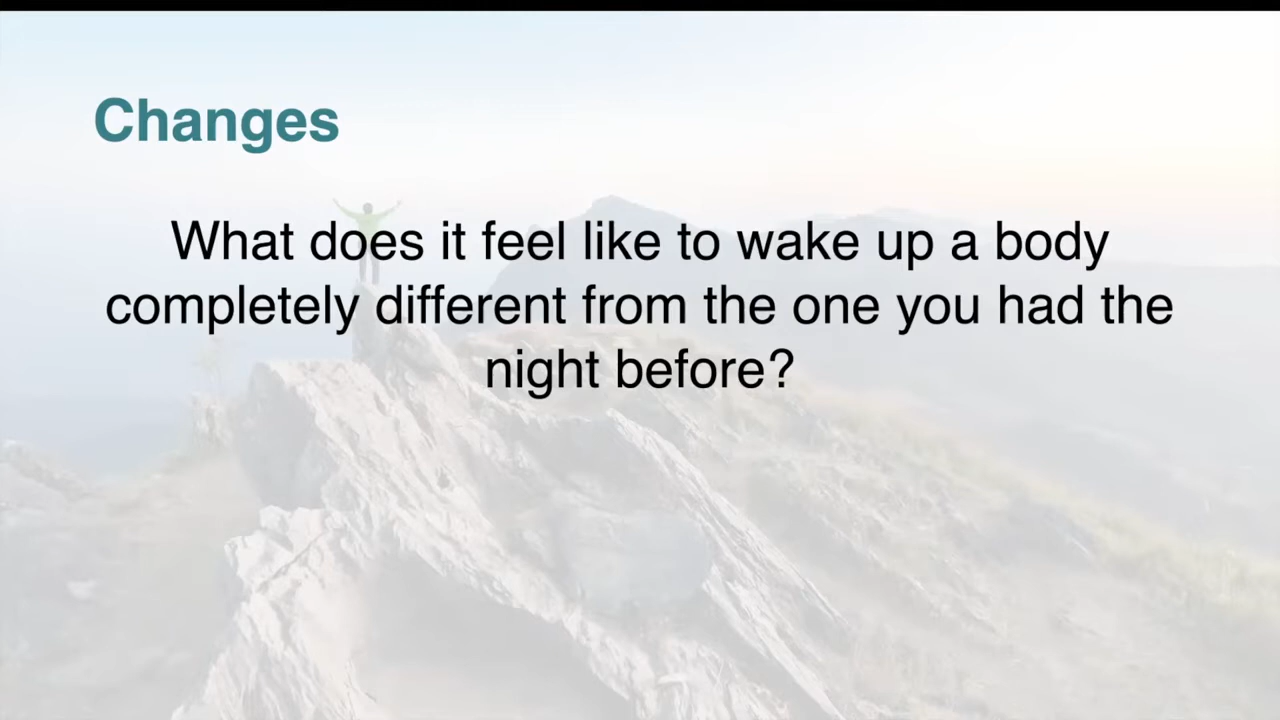 Changes
What does it feel like to wake up a body
completely different from the one you had the
night before?